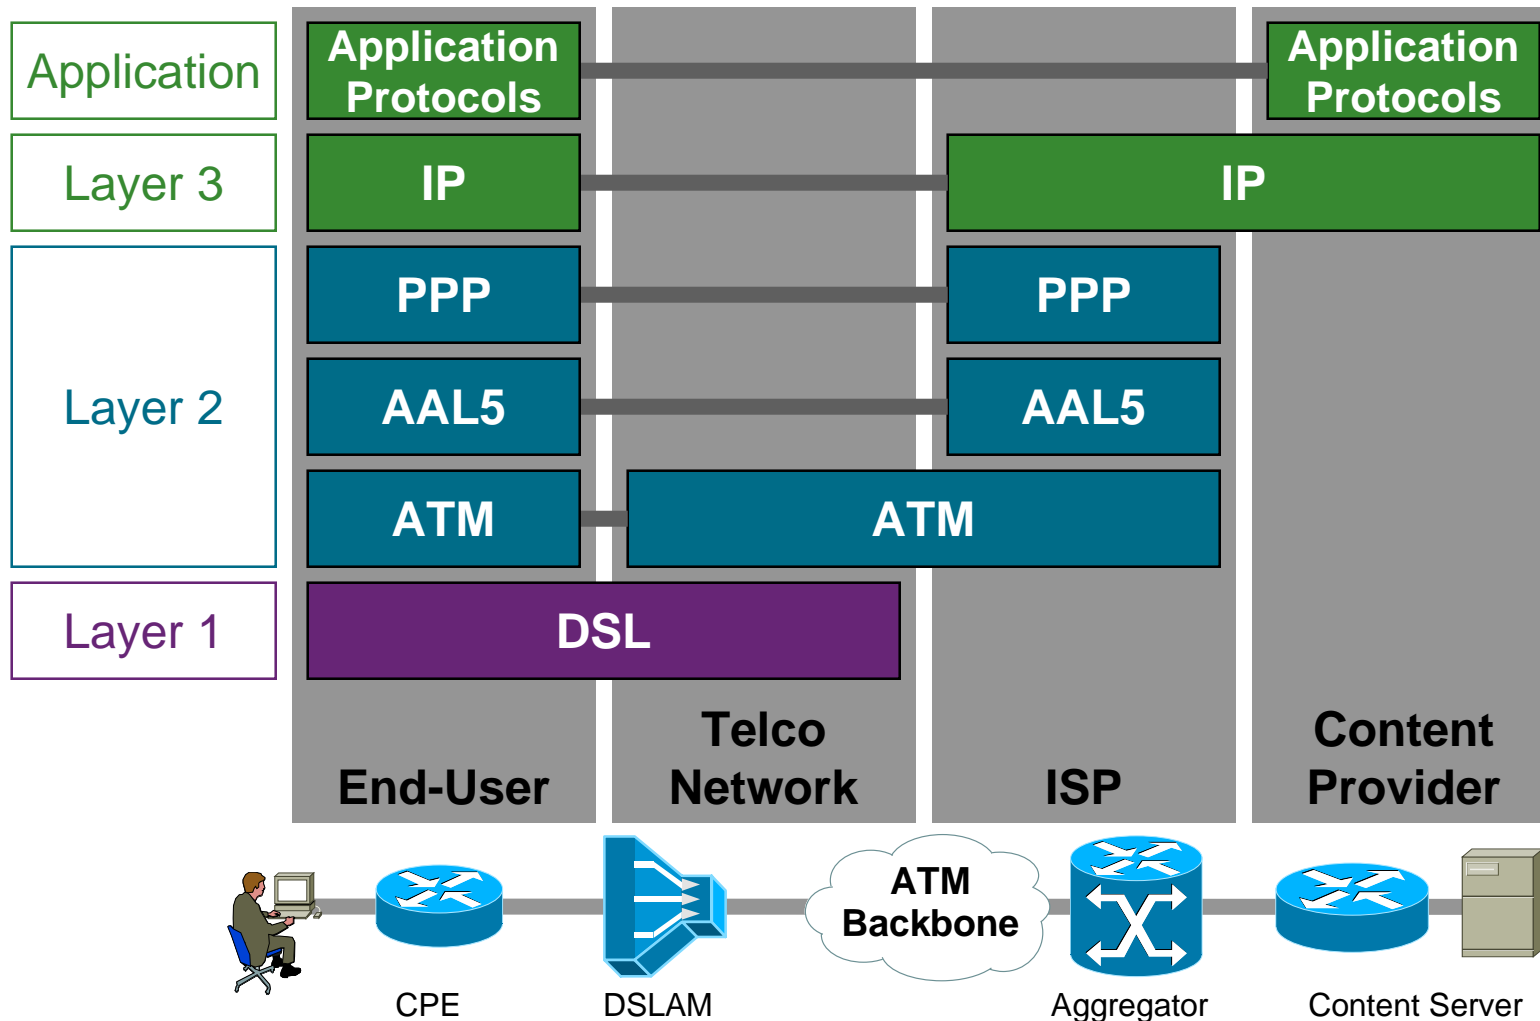 Application
Application
Protocols
Application
Protocols
Layer 3
IP
IP
Layer 2
PPP
PPP
AAL5
AAL5
ATM
ATM
Layer 1
DSL
End-User
Telco
Network
ISP
Content
Provider
ATM
Backbone
CPE
DSLAM
Aggregator
Content Server